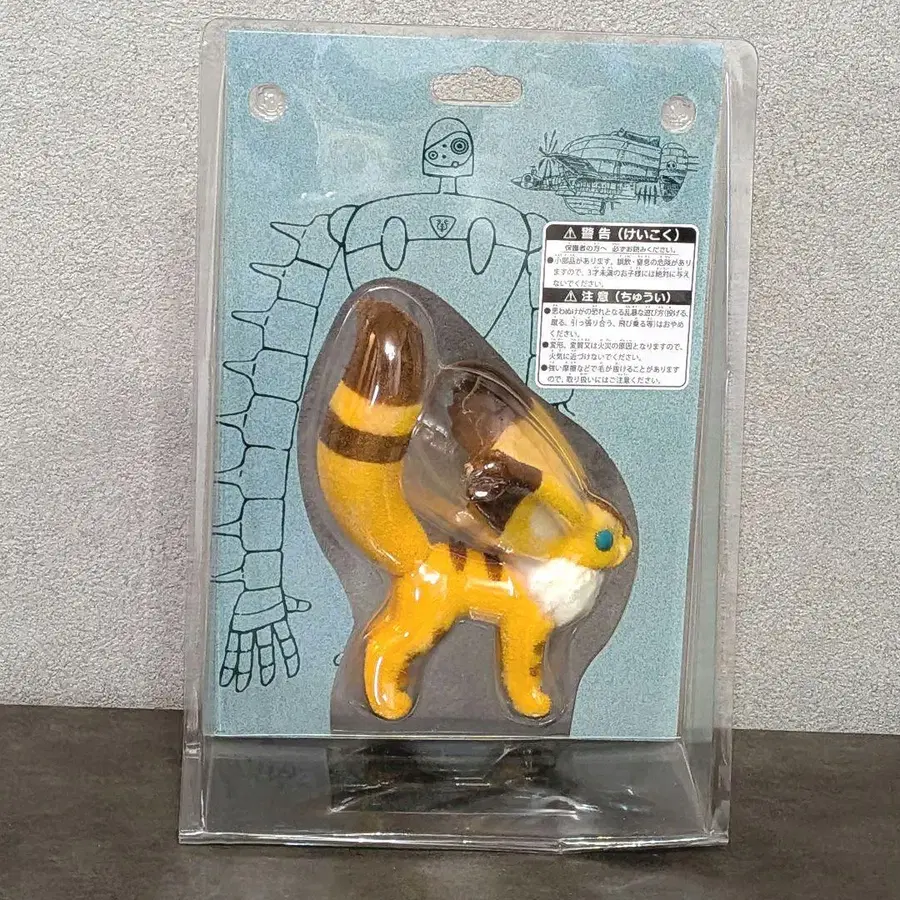 ⚠警告（けいこく）
保護者の方へ 必ずお読みください。
●小部品があります。誤飲・窒息の危険があり
ますので、3才未満のお子様には絶対に与え
ないでください。
⚠注意（ちゅうい）
●思わぬけがの恐れとなる乱暴な遊び方(投げる、
蹴る、引っ張り合う、飛び乗る等)はおやめ
ください。
●変形、変質又は火災の原因となりますので、
火気に近づけないでください。
●強い摩擦などで毛が抜けることがあります
ので、取り扱いにはご注意ください。